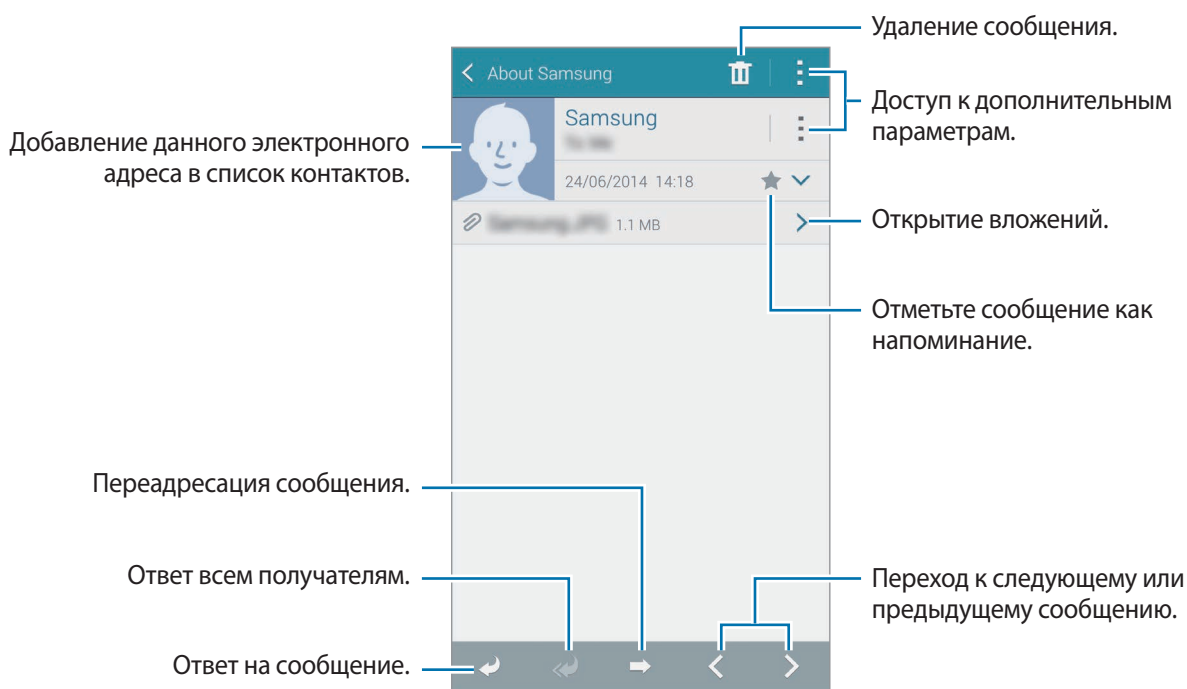 Удаление сообщения.
About Samsung
Доступ к дополнительным
параметрам.
Samsung
Добавление данного электронного
адреса в список контактов.
24/06/2014 14:18
1.1 MB
Открытие вложений.
Отметьте сообщение как
напоминание.
Переадресация сообщения.
Ответ всем получателям.
Переход к следующему или
предыдущему сообщению.
Ответ на сообщение.